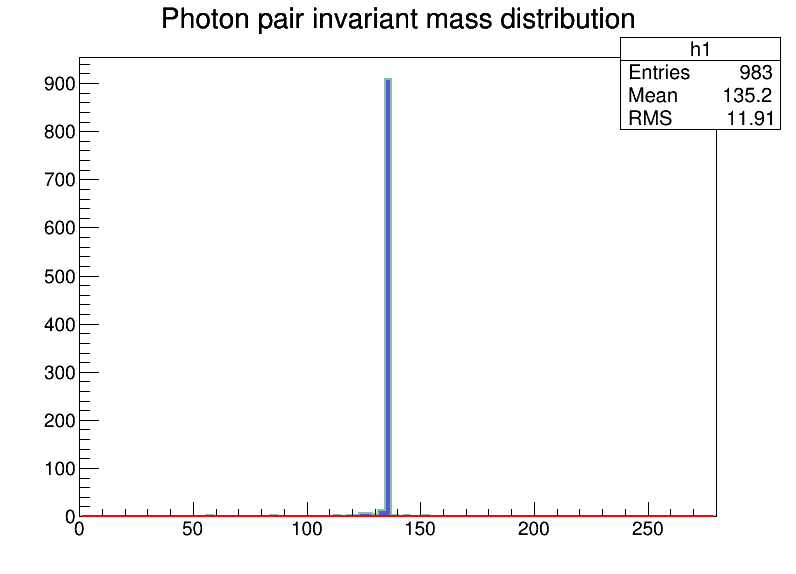 Photon pair invariant mass distribution
h1
Entries 983
Mean 135.2
RMS 11.91
900
800
700
600
500
400
300
200
100
0
0 50 100 150 200 250